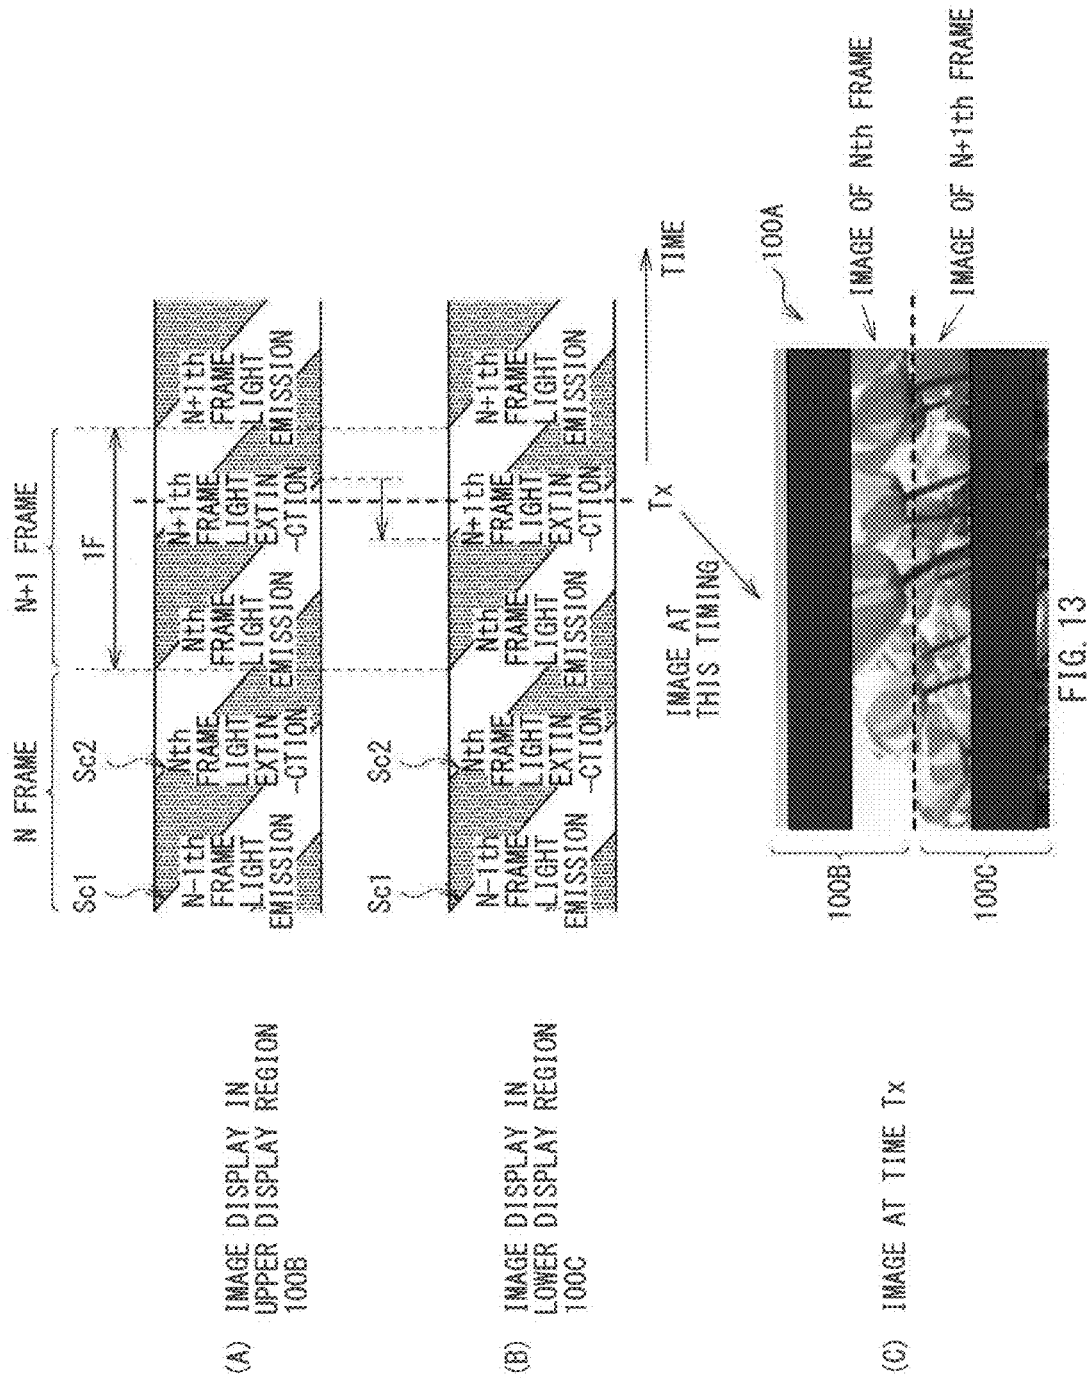 N FRAME
N+1 FRAME
Sc1
Sc2
1F
(A) IMAGE DISPLAY IN
UPPER DISPLAY REGION
100B
N-1th
FRAME
LIGHT
EMISSION
Nth
FRAME
LIGHT
EXTIN
-CTION
Nth
FRAME
LIGHT
EMISSION
N+1th
FRAME
LIGHT
EXTIN
-CTION
N+1th
FRAME
LIGHT
EMISSION
Sc1
Sc2
(B) IMAGE DISPLAY IN
LOWER DISPLAY REGION
100C
N-1th
FRAME
LIGHT
EMISSION
Nth
FRAME
LIGHT
EXTIN
-CTION
Nth
FRAME
LIGHT
EMISSION
N+1th
FRAME
LIGHT
EXTIN
-CTION
N+1th
FRAME
LIGHT
EMISSION
Tx
TIME
IMAGE AT
THIS TIMING
100A
(C) IMAGE AT TIME Tx
100B
100C
IMAGE OF Nth FRAME
IMAGE OF N+1th FRAME
FIG. 13